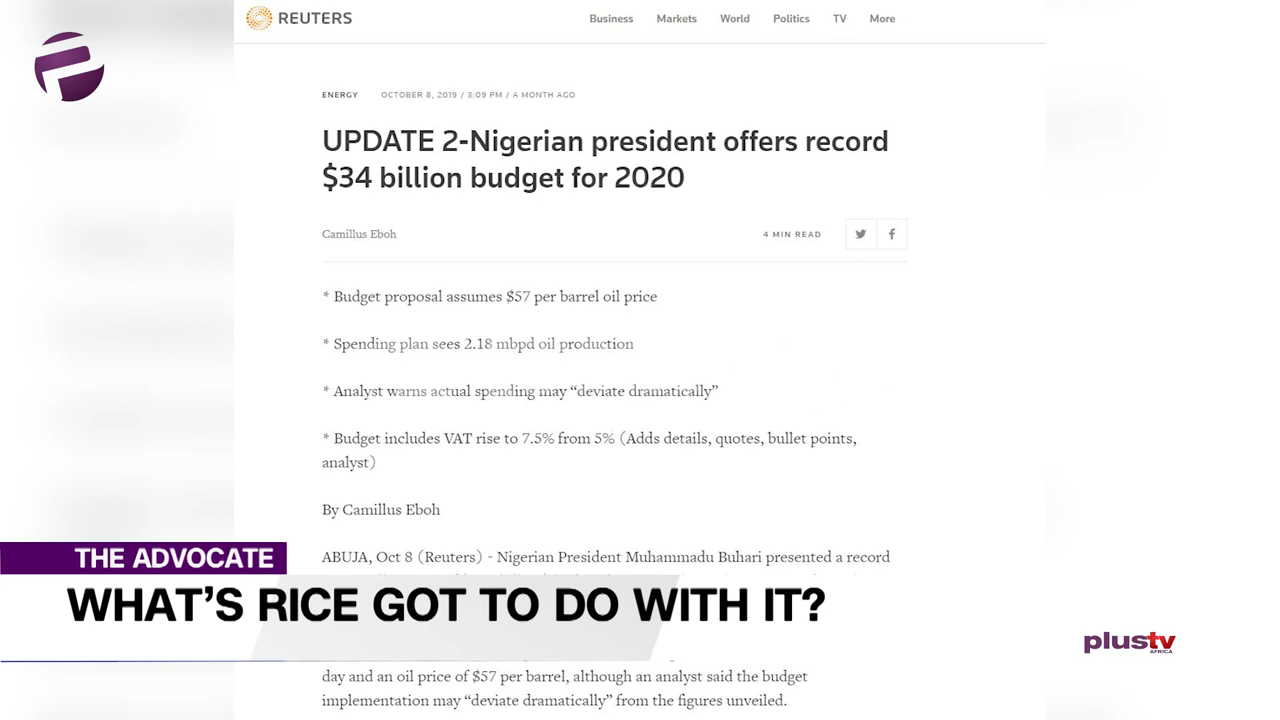 REUTERS
Business Markets World Politics TV More
ENERGY OCTOBER 8, 2019 / 3:09 PM / A MONTH AGO
UPDATE 2-Nigerian president offers record
$34 billion budget for 2020
Camillus Eboh
4 MIN READ
* Budget proposal assumes $57 per barrel oil price
* Spending plan sees 2.18 mbpd oil production
* Analyst warns actual spending may “deviate dramatically”
* Budget includes VAT rise to 7.5% from 5% (Adds details, quotes, bullet points,
analyst)
By Camillus Eboh
ABUJA, Oct 8 (Reuters) - Nigerian President Muhammadu Buhari presented a record
THE ADVOCATE
WHAT’S RICE GOT TO DO WITH IT?
plustv
AFRICA
day and an oil price of $57 per barrel, although an analyst said the budget
implementation may “deviate dramatically” from the figures unveiled.